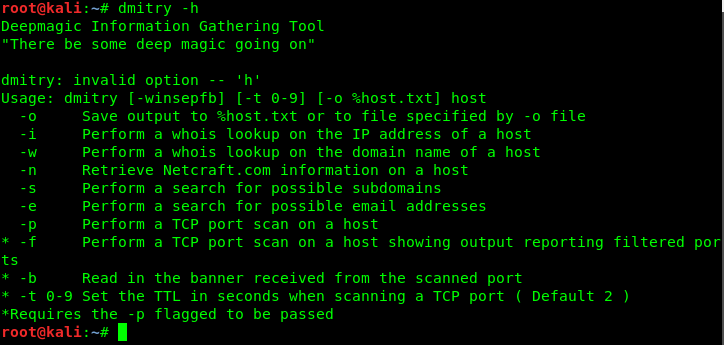 root@kali:~# dmitry -h
Deepmagic Information Gathering Tool
"There be some deep magic going on"

dmitry: invalid option -- 'h'
Usage: dmitry [-winsepfb] [-t 0-9] [-o %host.txt] host
  -o     Save output to %host.txt or to file specified by -o file
  -i     Perform a whois lookup on the IP address of a host
  -w     Perform a whois lookup on the domain name of a host
  -n     Retrieve Netcraft.com information on a host
  -s     Perform a search for possible subdomains
  -e     Perform a search for possible email addresses
  -p     Perform a TCP port scan on a host
* -f     Perform a TCP port scan on a host showing output reporting filtered por
ts
* -b     Read in the banner received from the scanned port
* -t 0-9 Set the TTL in seconds when scanning a TCP port ( Default 2 )
*Requires the -p flagged to be passed
root@kali:~#